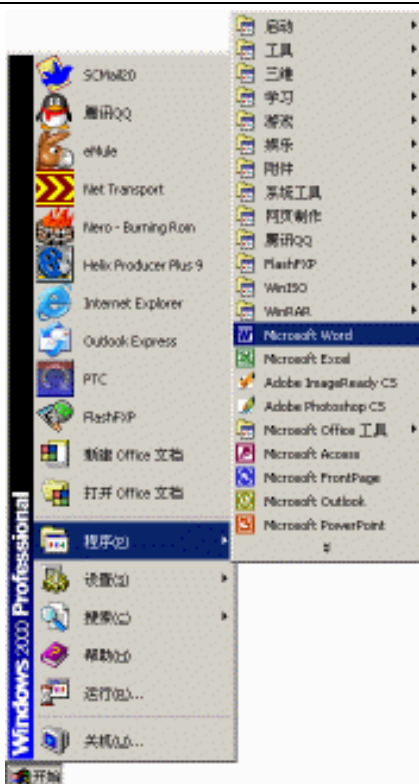 SCMail20
腾讯QQ
eMule
Net Transport
Nero - Burning Rom
Helix Producer Plus 9
Internet Explorer
Outlook Express
PTC
FlashFXP
新建 Office 文档
打开 Office 文档
程序(P)
设置(S)
搜索(C)
帮助(H)
运行(R)...
关机(U)...
Windows 2000 Professional
开始
启动
工具
三维
学习
游戏
娱乐
附件
系统工具
网页制作
腾讯QQ
FlashFXP
WinISO
WinRAR
Microsoft Word
Microsoft Excel
Adobe ImageReady CS
Adobe Photoshop CS
Microsoft Office 工具
Microsoft Access
Microsoft FrontPage
Microsoft Outlook
Microsoft PowerPoint